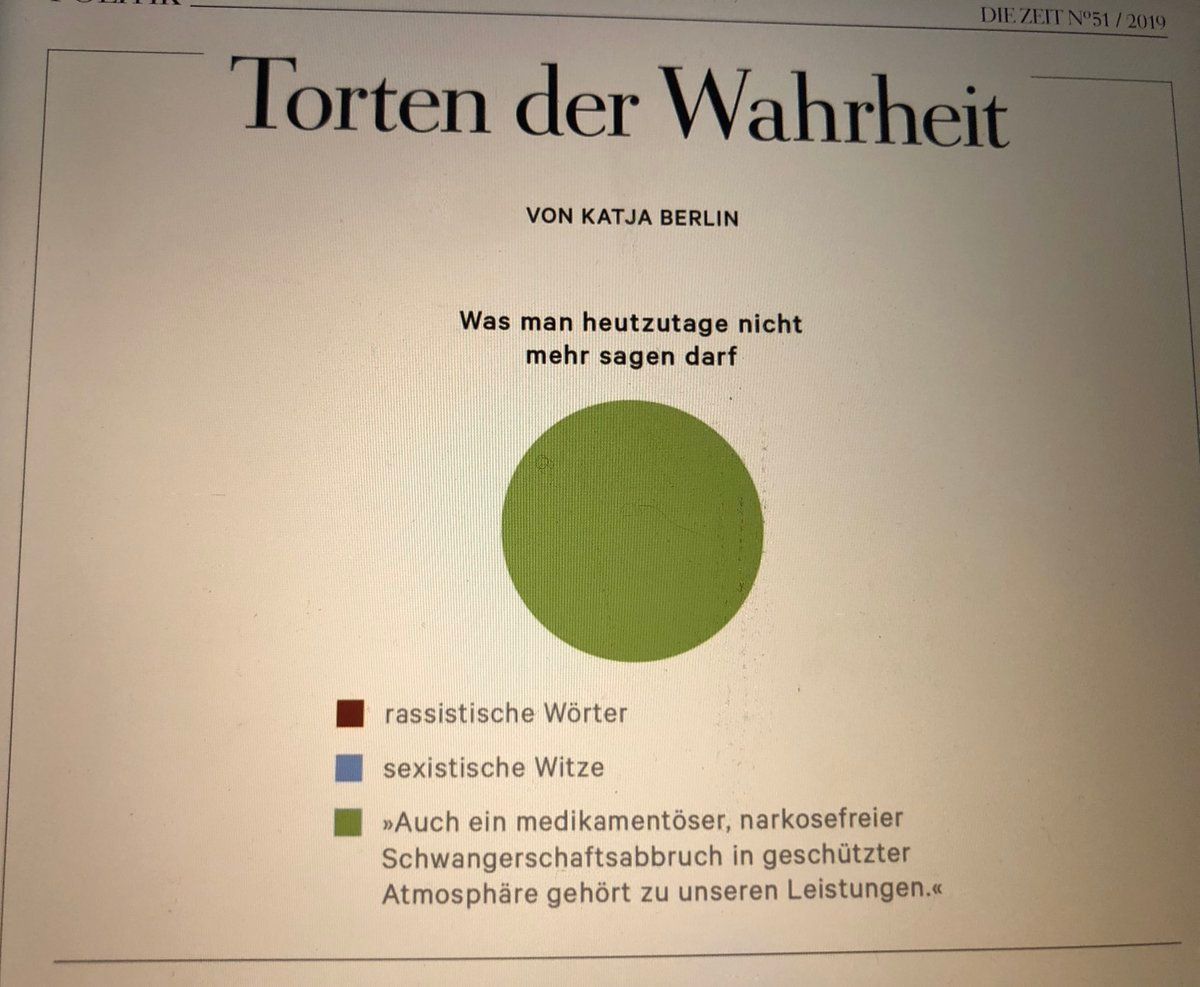 POLITIK
DIE ZEIT Nº51 / 2019
Torten der Wahrheit
VON KATJA BERLIN
Was man heutzutage nicht
mehr sagen darf
rassistische Wörter
sexistische Witze
»Auch ein medikamentöser, narkosefreier
Schwangerschaftsabbruch in geschützter
Atmosphäre gehört zu unseren Leistungen.«